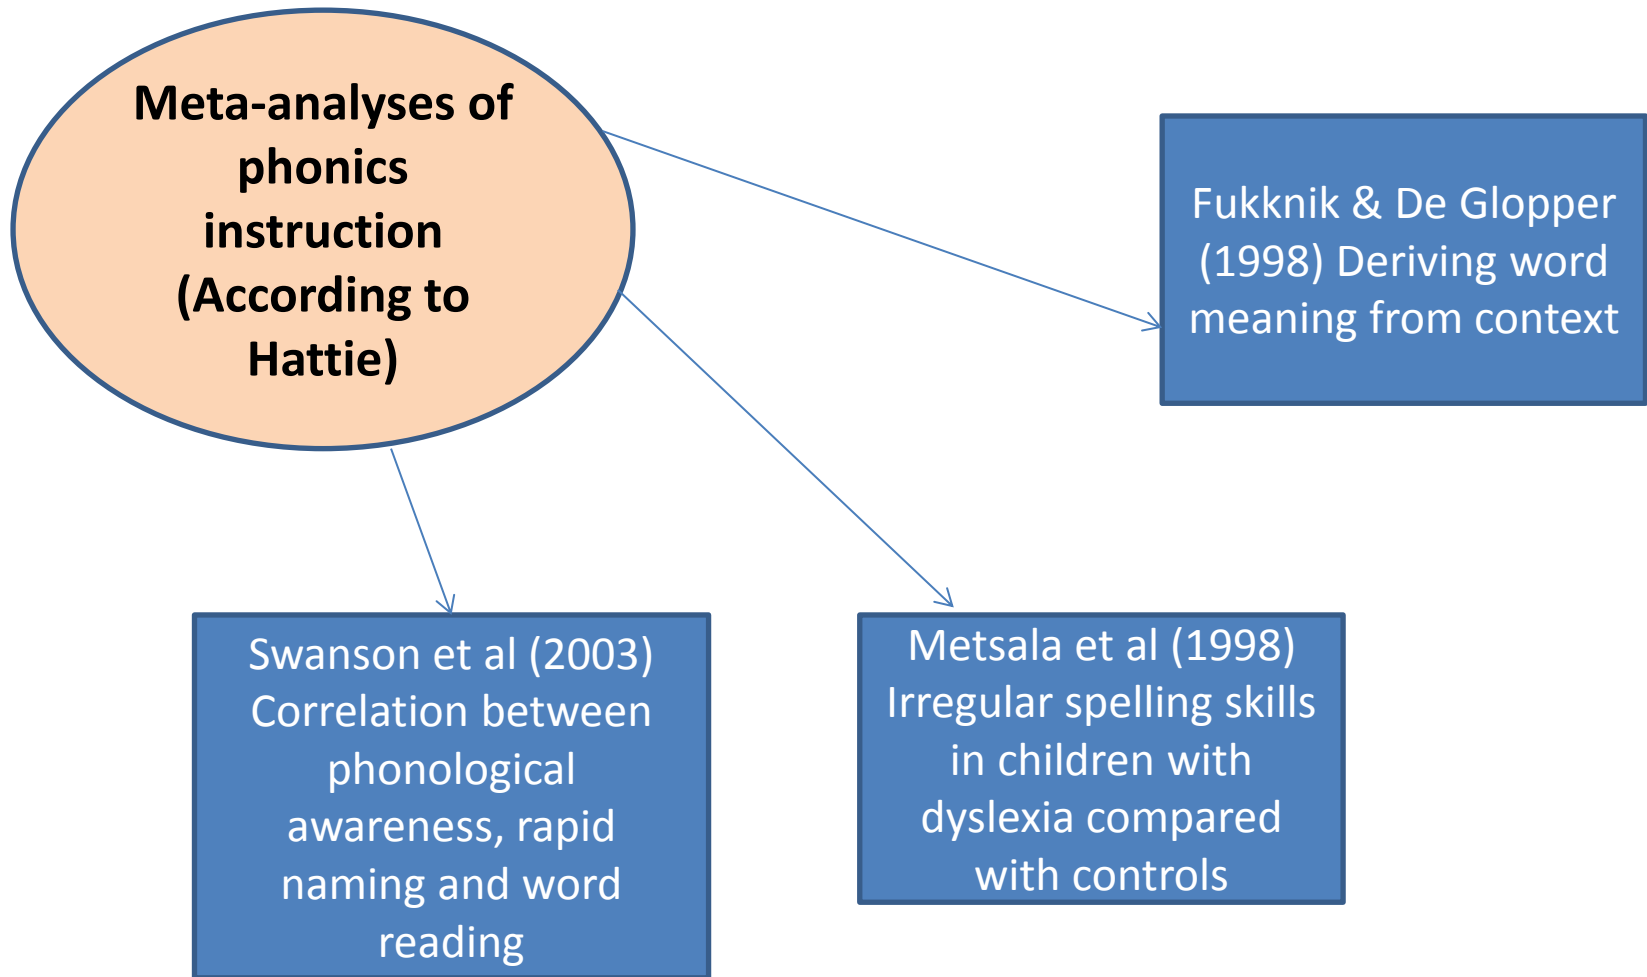 Meta-analyses of
phonics
instruction
(According to
Hattie)
Fukknik & De Glopper
(1998) Deriving word
meaning from context
Swanson et al (2003)
Correlation between
phonological
awareness, rapid
naming and word
reading
Metsala et al (1998)
Irregular spelling skills
in children with
dyslexia compared
with controls